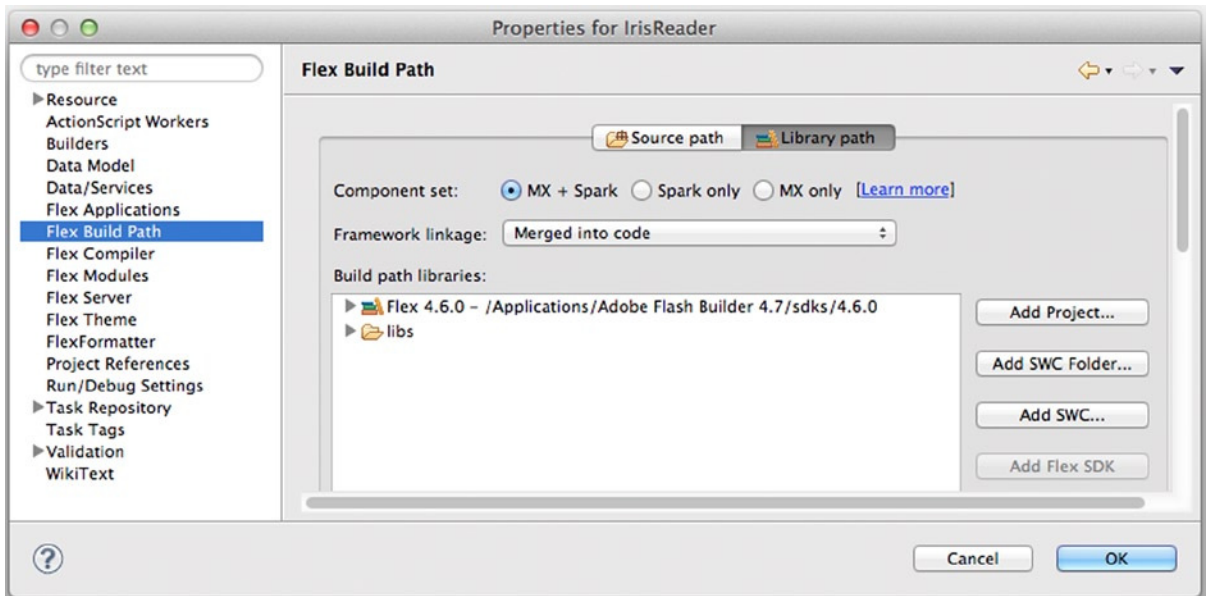 Properties for IrisReader
type filter text
Resource
ActionScript Workers
Builders
Data Model
Data/Services
Flex Applications
Flex Build Path
Flex Compiler
Flex Modules
Flex Server
Flex Theme
FlexFormatter
Project References
Run/Debug Settings
Task Repository
Task Tags
Validation
WikiText
Flex Build Path
Source path Library path
Component set: MX + Spark Spark only MX only [Learn more]
Framework linkage: Merged into code
Build path libraries:
Flex 4.6.0 – /Applications/Adobe Flash Builder 4.7/sdks/4.6.0
libs
Add Project...
Add SWC Folder...
Add SWC...
Add Flex SDK
?
Cancel OK